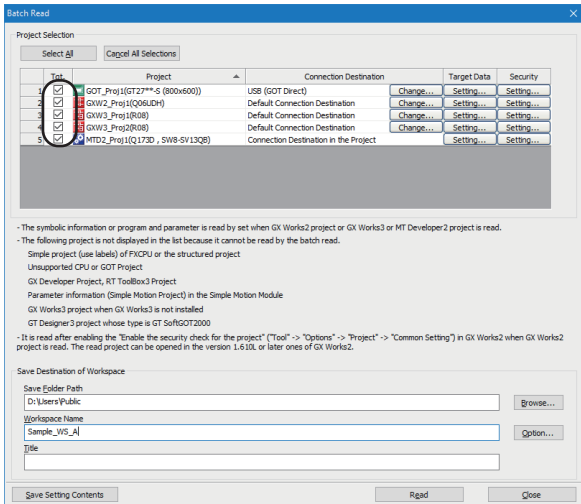 Batch Read
Project Selection
Select All Cancel All Selections
Tgt. Project Connection Destination Target Data Security
1 GOT_Proj1(GT27**-S (800x600)) USB (GOT Direct) Change... Setting... Setting...
2 GXW2_Proj1(Q06UDH) Default Connection Destination Change... Setting... Setting...
3 GXW3_Proj1(R08) Default Connection Destination Change... Setting... Setting...
4 GXW3_Proj2(R08) Default Connection Destination Change... Setting... Setting...
5 MTD2_Proj1(Q173D , SW8-SV13QB) Connection Destination in the Project Setting... Setting...
- The symbolic information or program and parameter is read by set when GX Works2 project or GX Works3 or MT Developer2 project is read.
- The following project is not displayed in the list because it cannot be read by the batch read.
Simple project (use labels) of FXCPU or the structured project
Unsupported CPU or GOT Project
GX Developer Project, RT ToolBox3 Project
Parameter information (Simple Motion Project) in the Simple Motion Module
GX Works3 project when GX Works3 is not installed
GT Designer3 project whose type is GT SoftGOT2000
- It is read after enabling the "Enable the security check for the project" ("Tool" -> "Options" -> "Project" -> "Common Setting") in GX Works2 when GX Works2
project is read. The read project can be opened in the version 1.610L or later ones of GX Works2.
Save Destination of Workspace
Save Folder Path
D:\Users\Public Browse...
Workspace Name
Sample_WS_A Option...
Title
Save Setting Contents Read Close